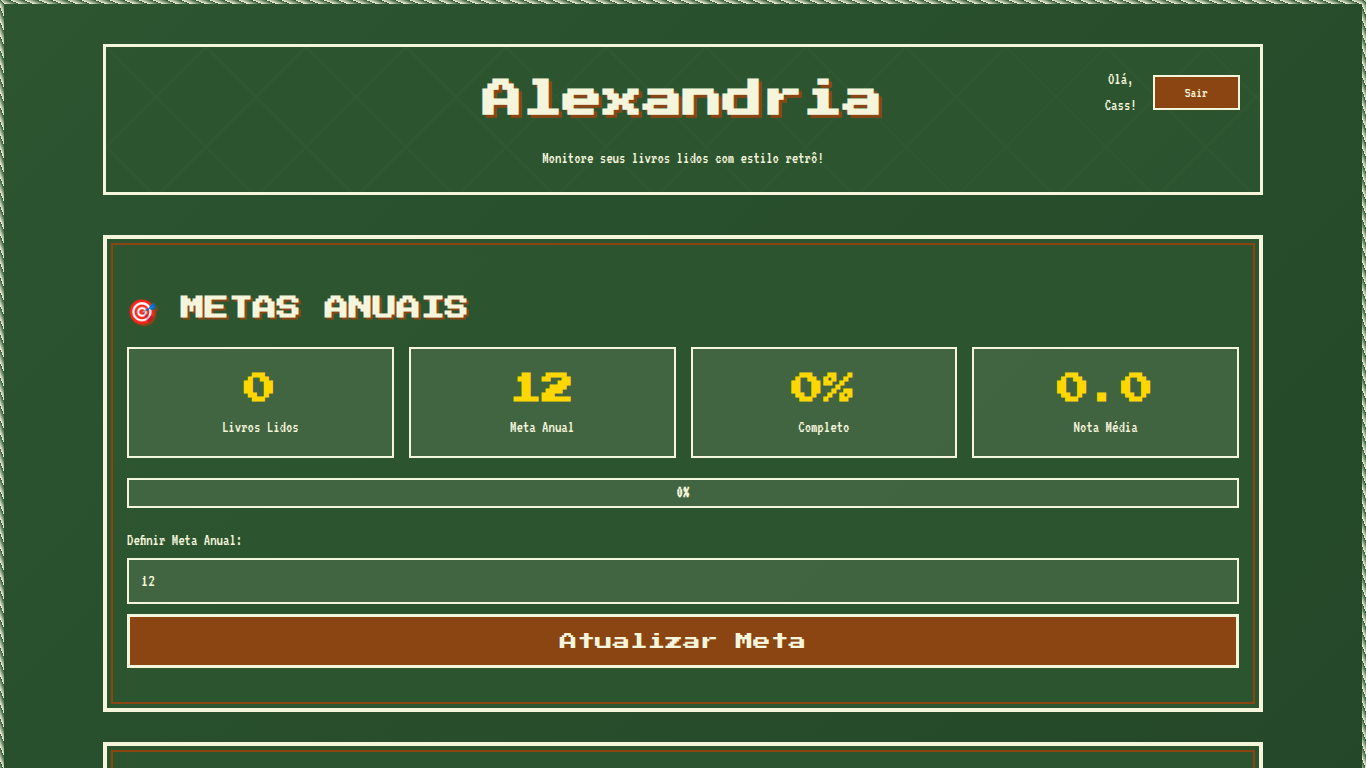 Alexandria
Olá,
Cass!
Sair
Monitore seus livros lidos com estilo retrô!
METAS ANUAIS
0
Livros Lidos
12
Meta Anual
0%
Completo
0.0
Nota Média
0%
Definir Meta Anual:
12
Atualizar Meta